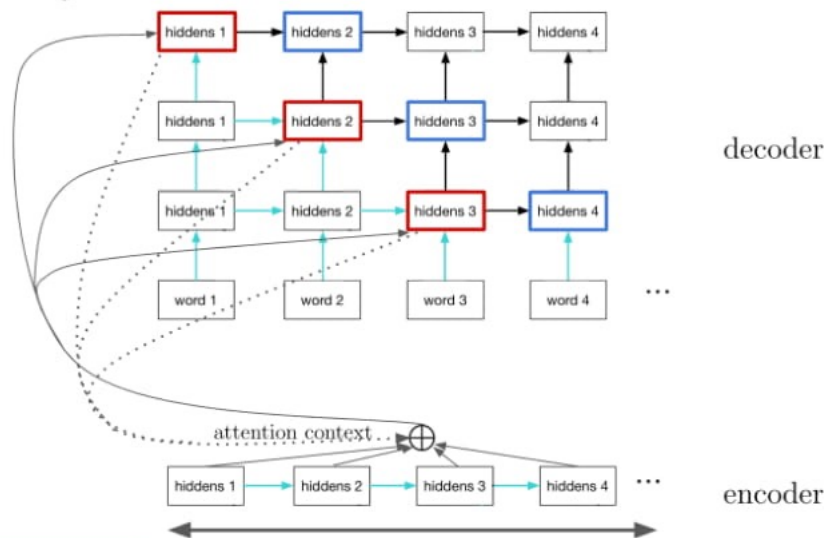 hiddens 1 hiddens 2 hiddens 3 hiddens 4
hiddens 1 hiddens 2 hiddens 3 hiddens 4
decoder
hiddens 1 hiddens 2 hiddens 3 hiddens 4
word 1 word 2 word 3 word 4 ...
attention context
hiddens 1 hiddens 2 hiddens 3 hiddens 4 ...
encoder